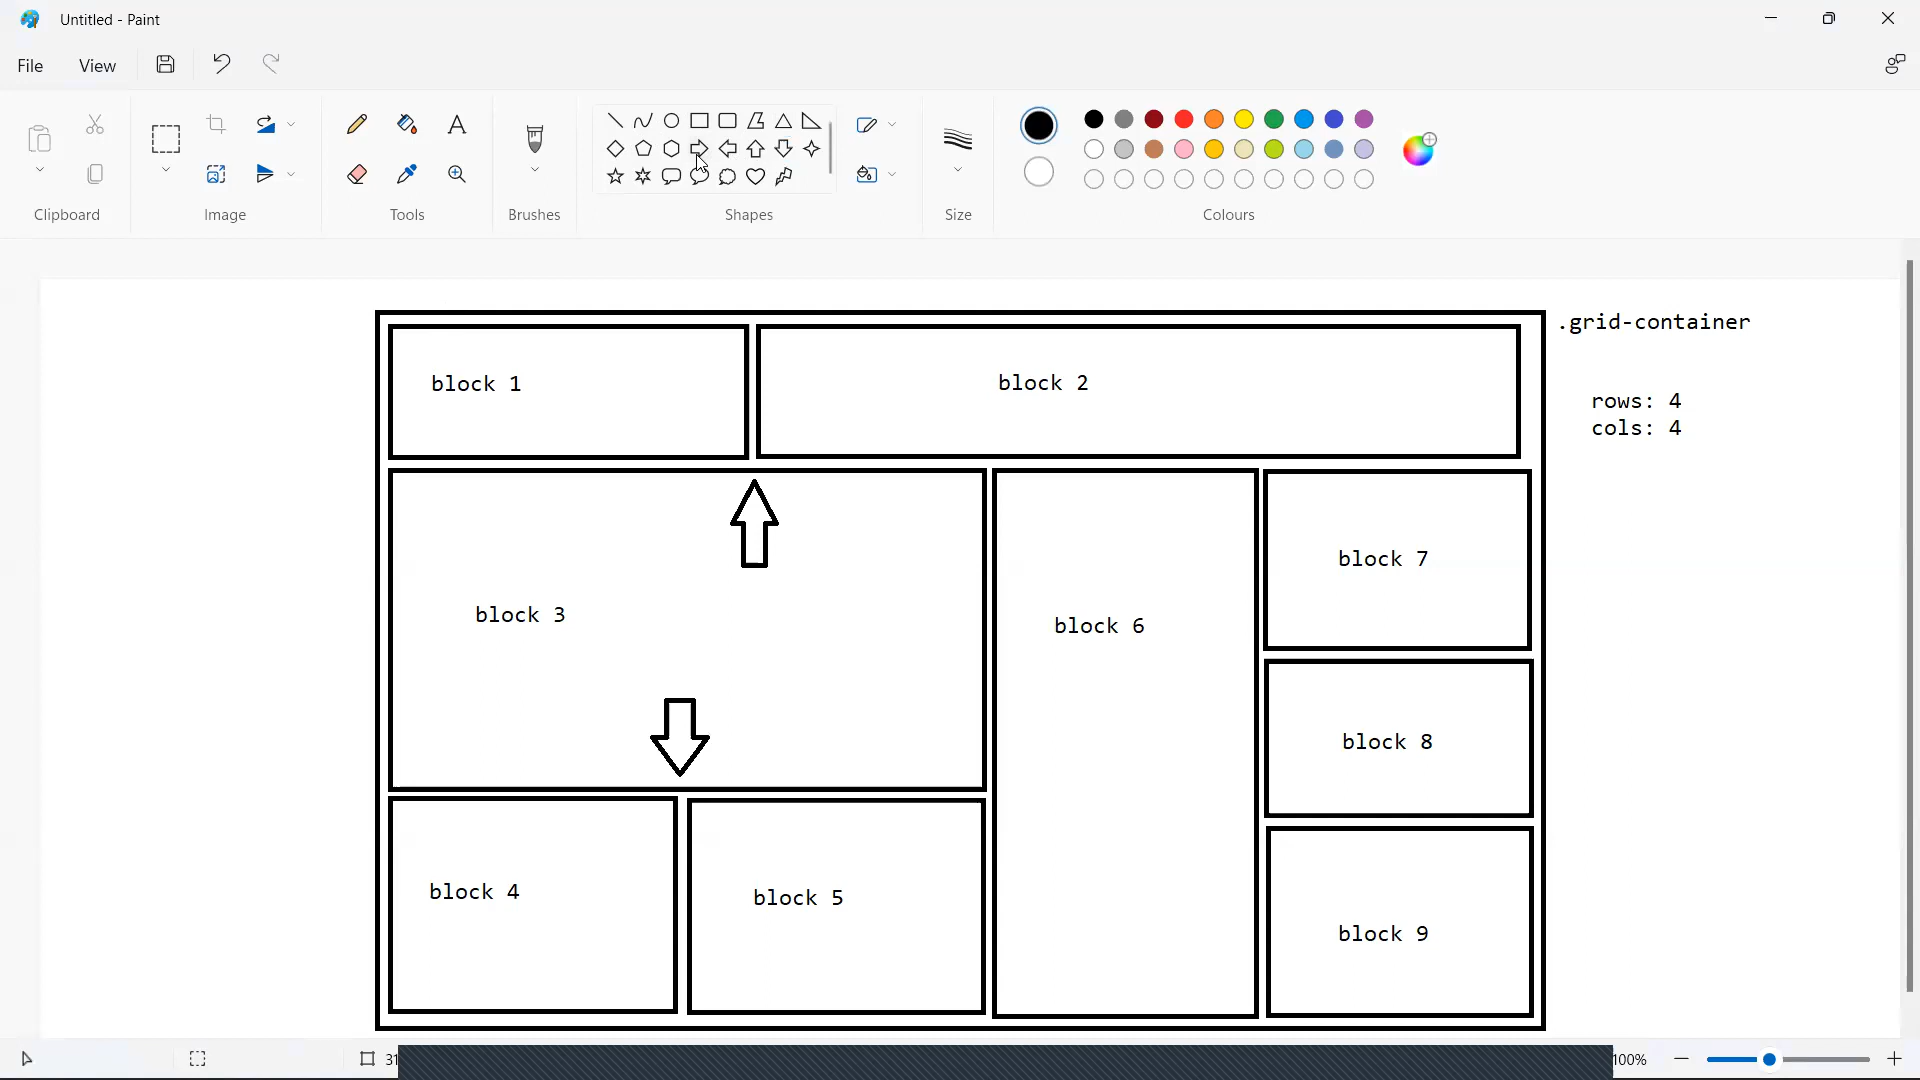 Untitled - Paint
File View
Clipboard Image Tools Brushes Shapes Size Colours
.grid-container
block 1 block 2
rows: 4
cols: 4
block 7
block 3 block 6
block 8
block 4 block 5
block 9
31 100%